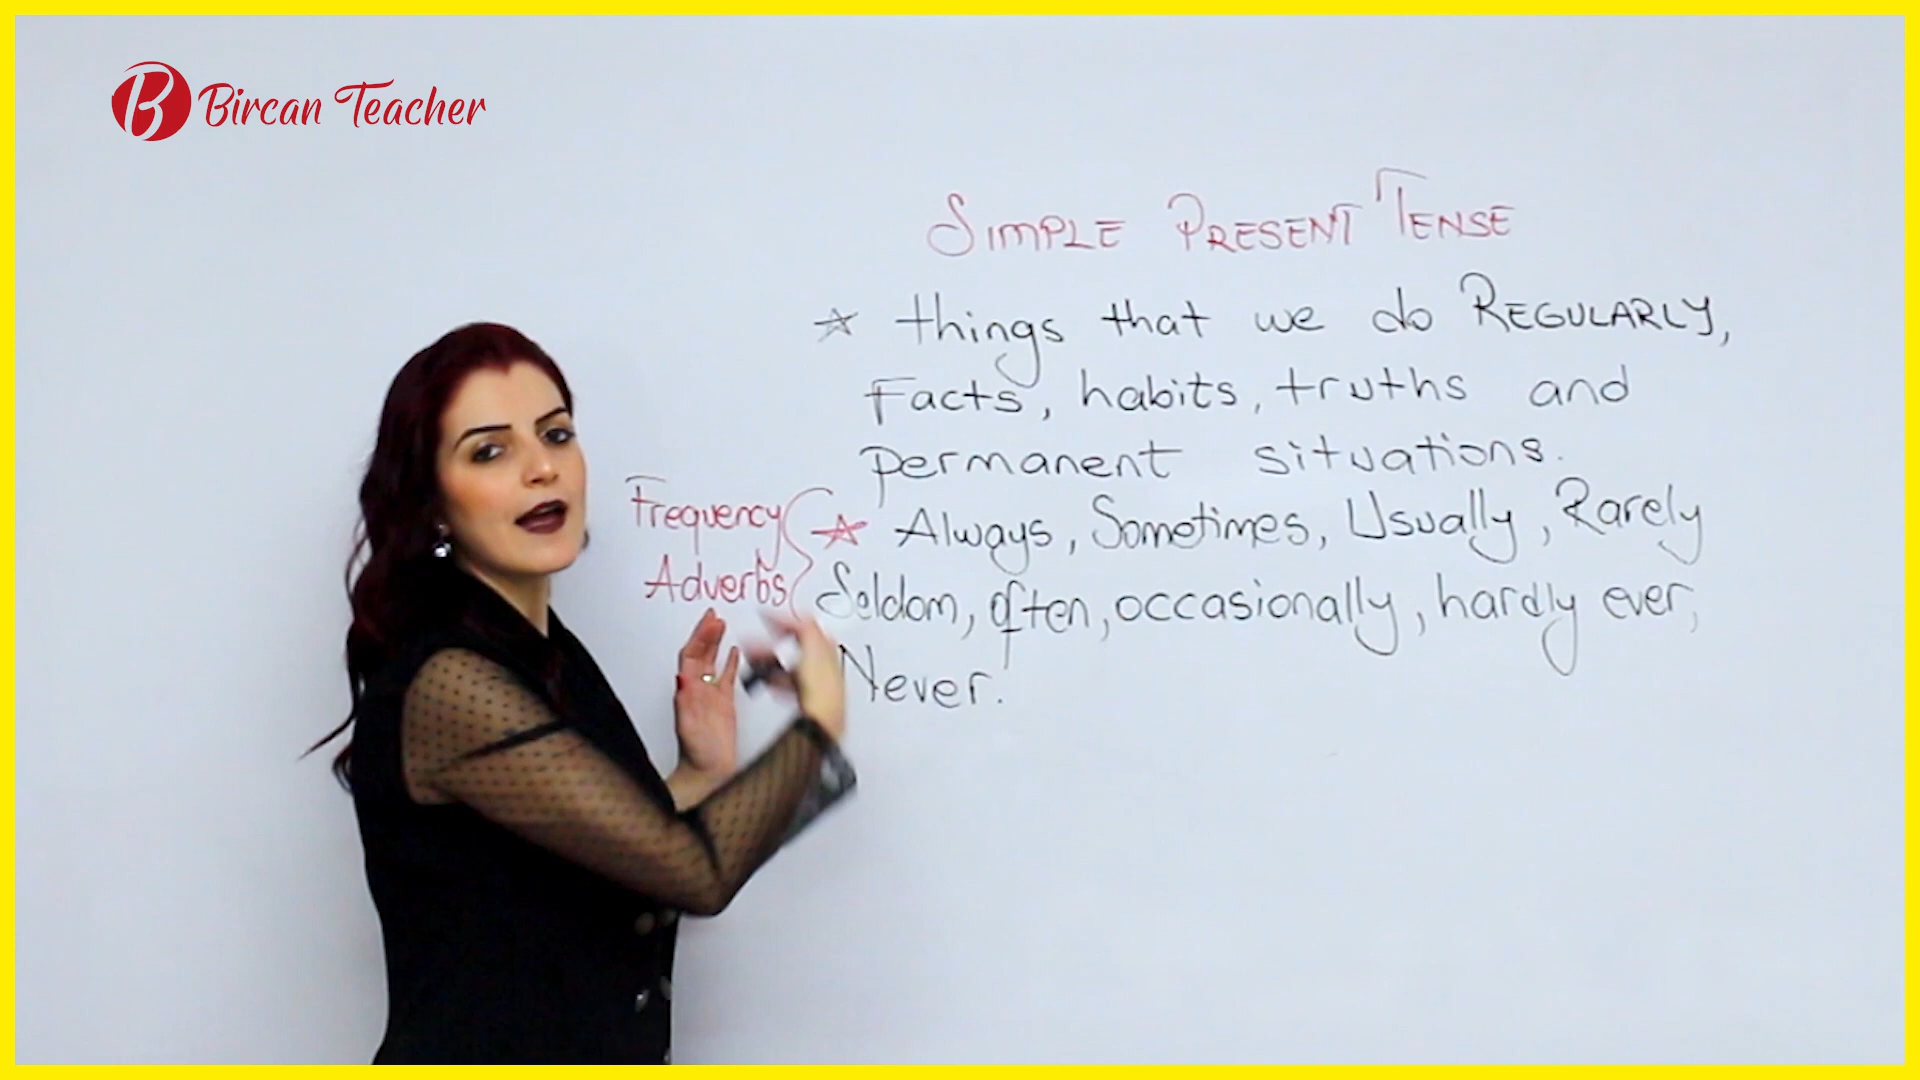 B Bircan Teacher
SIMPLE PRESENT TENSE
☆ things that we do REGULARLY,
Facts, habits, truths and
permanent situations.
Frequency
Adverbs
☆ Always, Sometimes, Usually, Rarely
Seldom, often, occasionally, hardly ever,
Never.